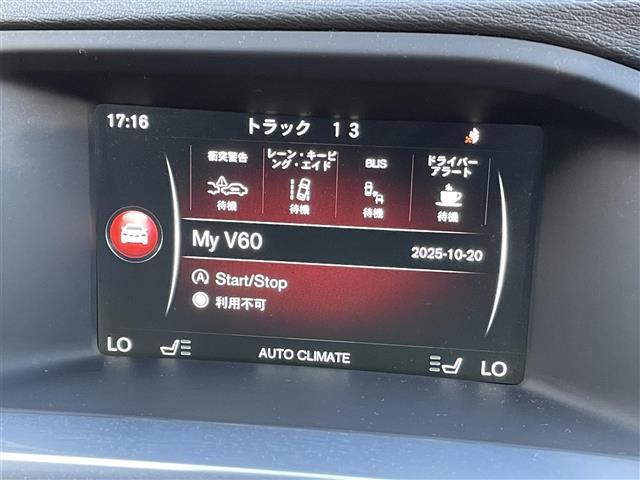 17:16
トラック　１３
衝突警告
レーン・キーピ
ング・エイド
BLIS
ドライバー
アラート
待機
待機
待機
待機
My V60
2025-10-20
Start/Stop
利用不可
LO
AUTO CLIMATE
LO